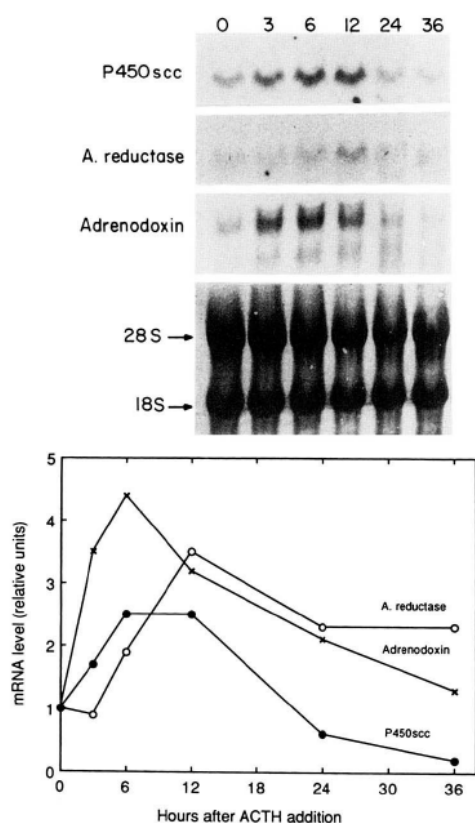 0 3 6 12 24 36
P450scc
A. reductase
Adrenodoxin
28S
18S
mRNA level (relative units)
5
4
3
2
1
0
A. reductase
Adrenodoxin
P450scc
0 6 12 18 24 30 36
Hours after ACTH addition